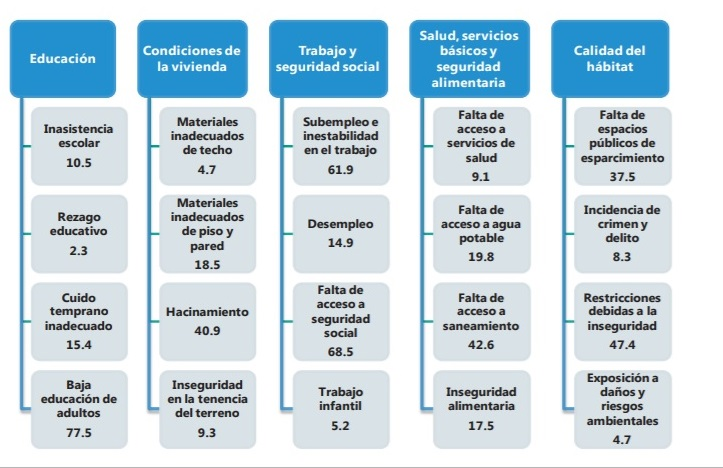 Educación
Inasistencia
escolar
10.5
Rezago
educativo
2.3
Cuido
temprano
inadecuado
15.4
Baja
educación de
adultos
77.5
Condiciones de
la vivienda
Materiales
inadecuados
de techo
4.7
Materiales
inadecuados
de piso y
pared
18.5
Hacinamiento
40.9
Inseguridad
en la tenencia
del terreno
9.3
Trabajo y
seguridad social
Subempleo e
inestabilidad
en el trabajo
61.9
Desempleo
14.9
Falta de
acceso a
seguridad
social
68.5
Trabajo
infantil
5.2
Salud, servicios
básicos y
seguridad
alimentaria
Falta de
acceso a
servicios de
salud
9.1
Falta de
acceso a agua
potable
19.8
Falta de
acceso a
saneamiento
42.6
Inseguridad
alimentaria
17.5
Calidad del
hábitat
Falta de
espacios
públicos de
esparcimiento
37.5
Incidencia de
crimen y
delito
8.3
Restricciones
debidas a la
inseguridad
47.4
Exposición a
daños y
riesgos
ambientales
4.7